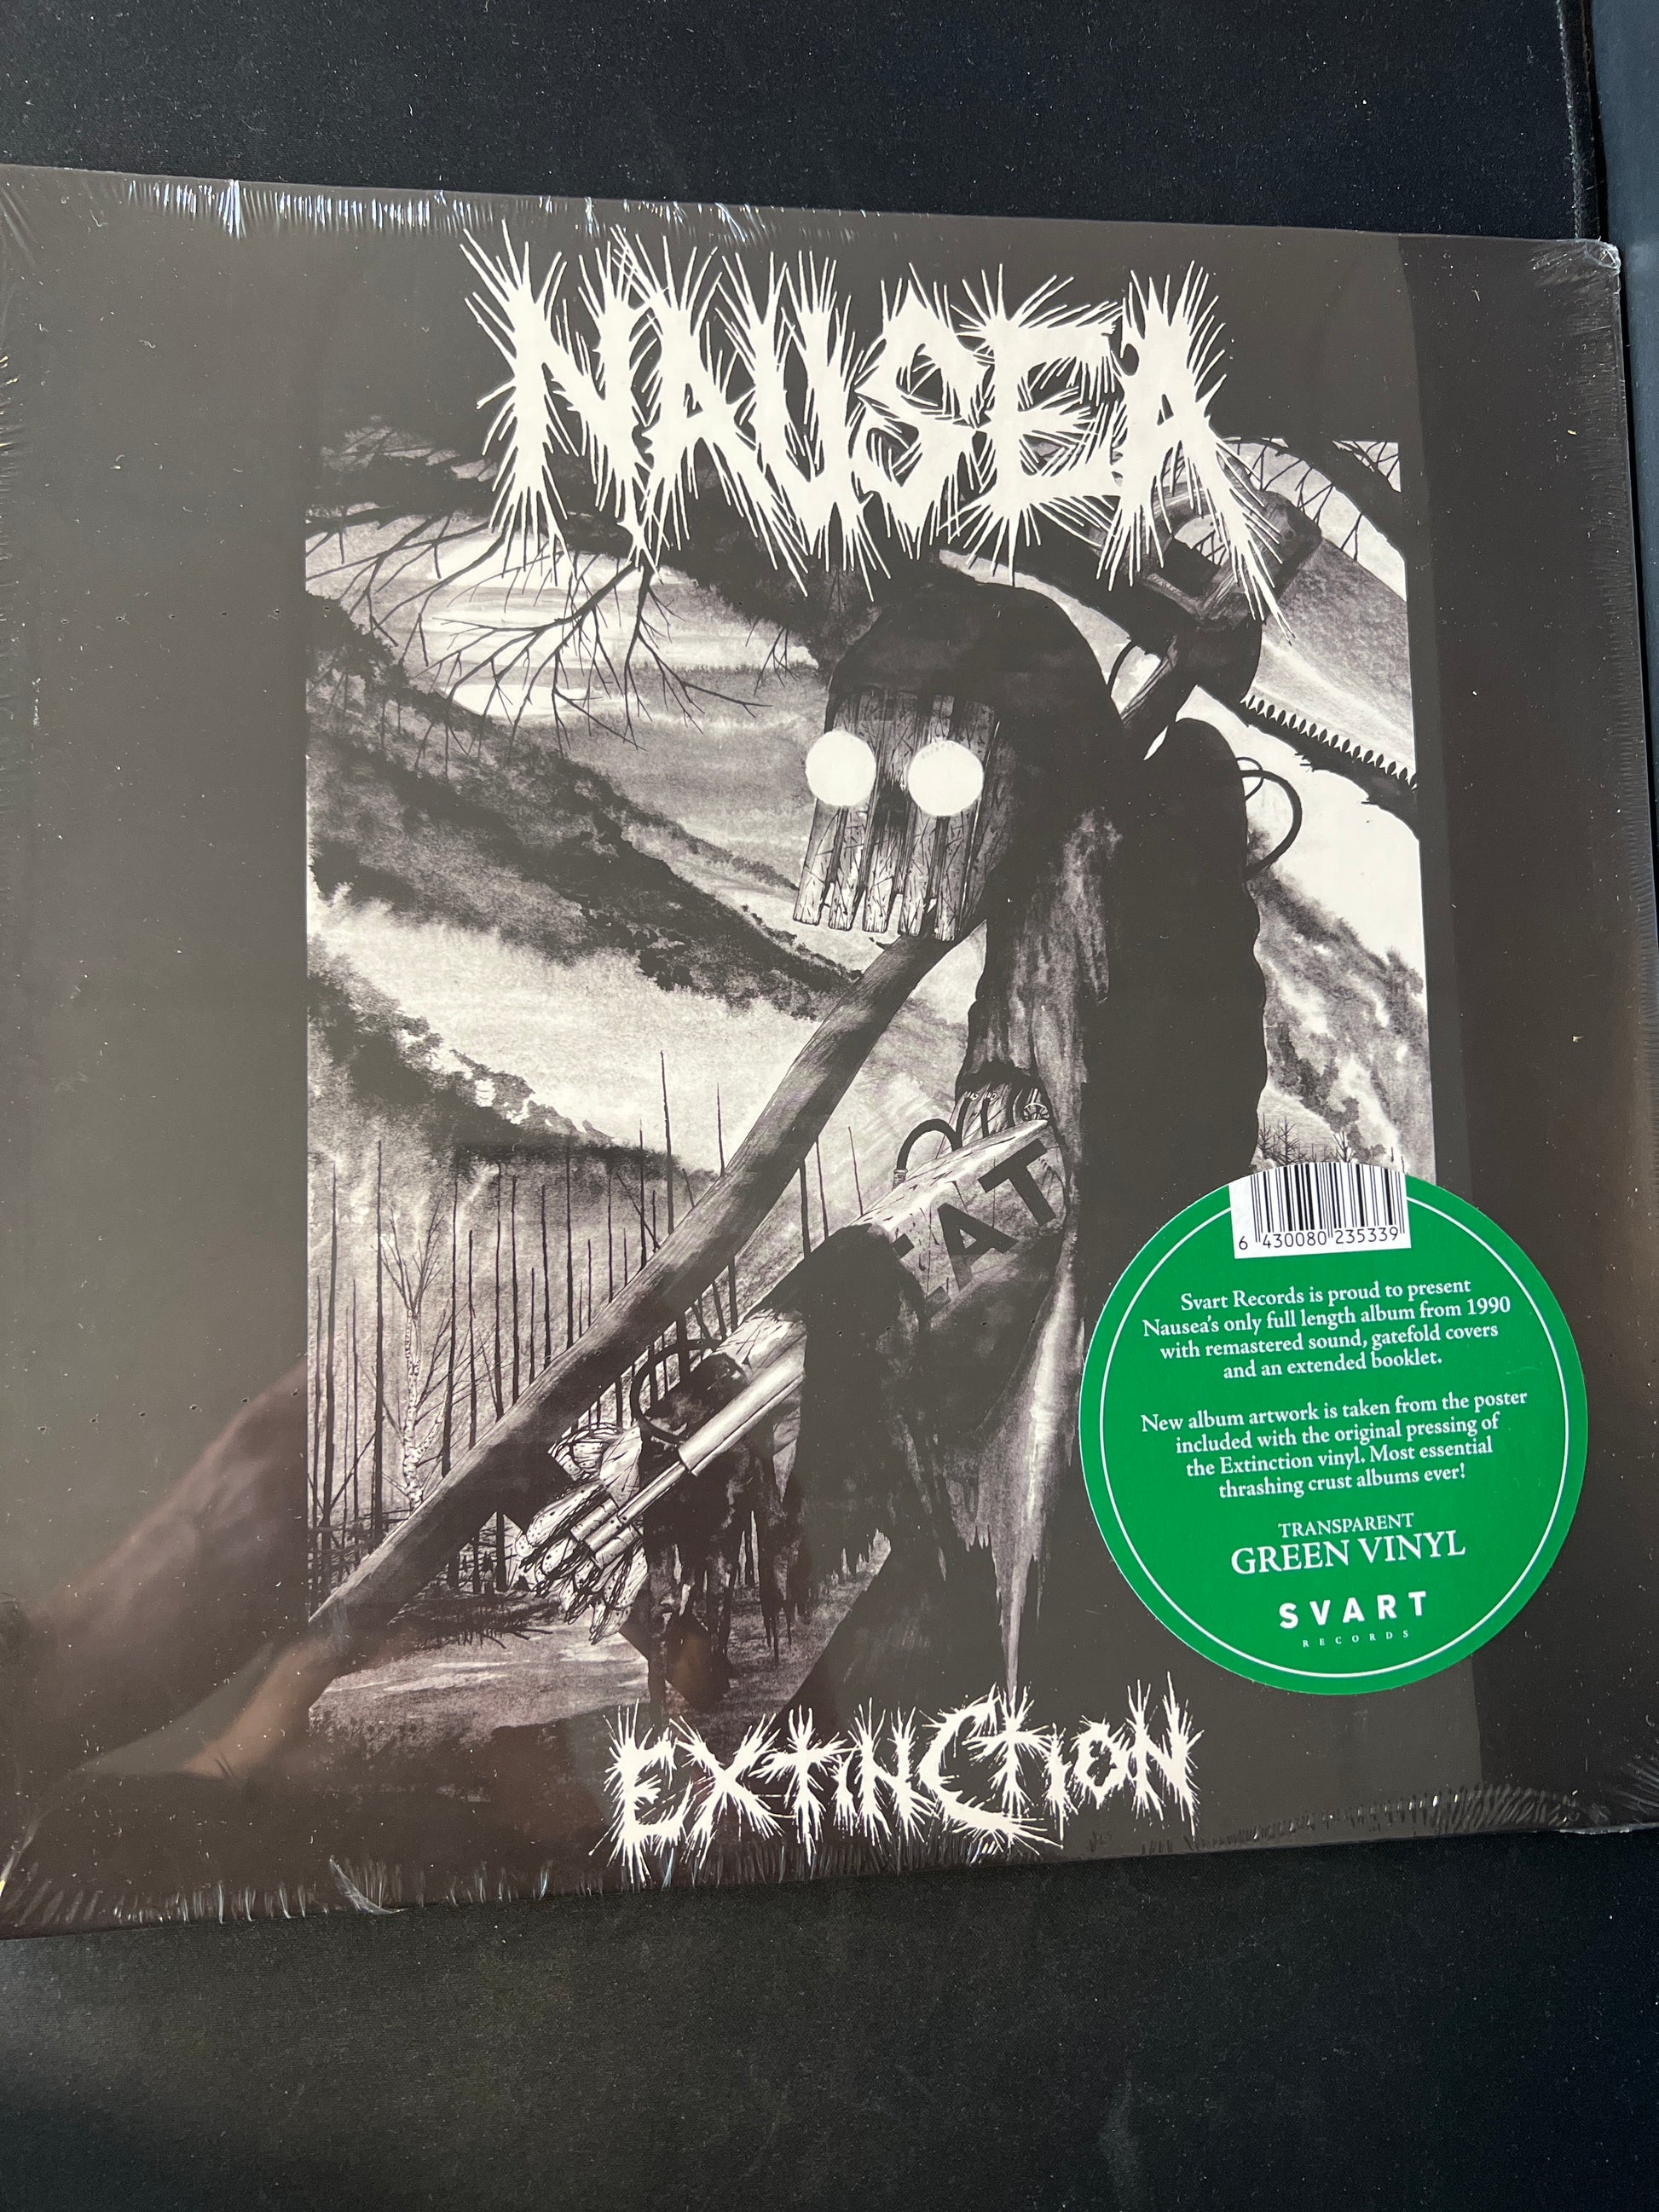 NAUSEA
EAT
6 430080 235339
Svart Records is proud to present
Nausea's only full length album from 1990
with remastered sound, gatefold covers
and an extended booklet.
New album artwork is taken from the poster
included with the original pressing of
the Extinction vinyl. Most essential
thrashing crust albums ever!
TRANSPARENT
GREEN VINYL
SVART
RECORDS
EXTINCTION